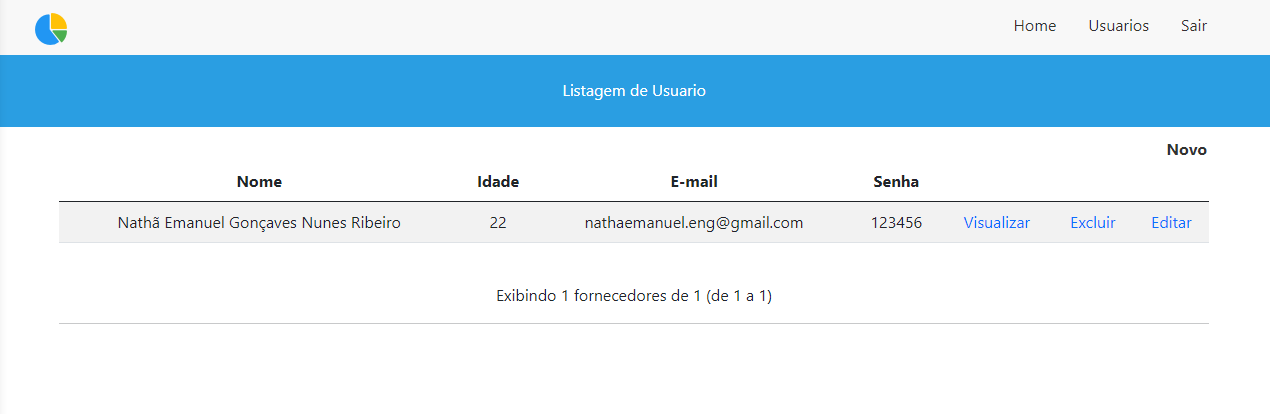 Home Usuarios Sair
Listagem de Usuario
Novo
Nome Idade E-mail Senha
Nathã Emanuel Gonçaves Nunes Ribeiro 22 nathaemanuel.eng@gmail.com 123456 Visualizar Excluir Editar
Exibindo 1 fornecedores de 1 (de 1 a 1)